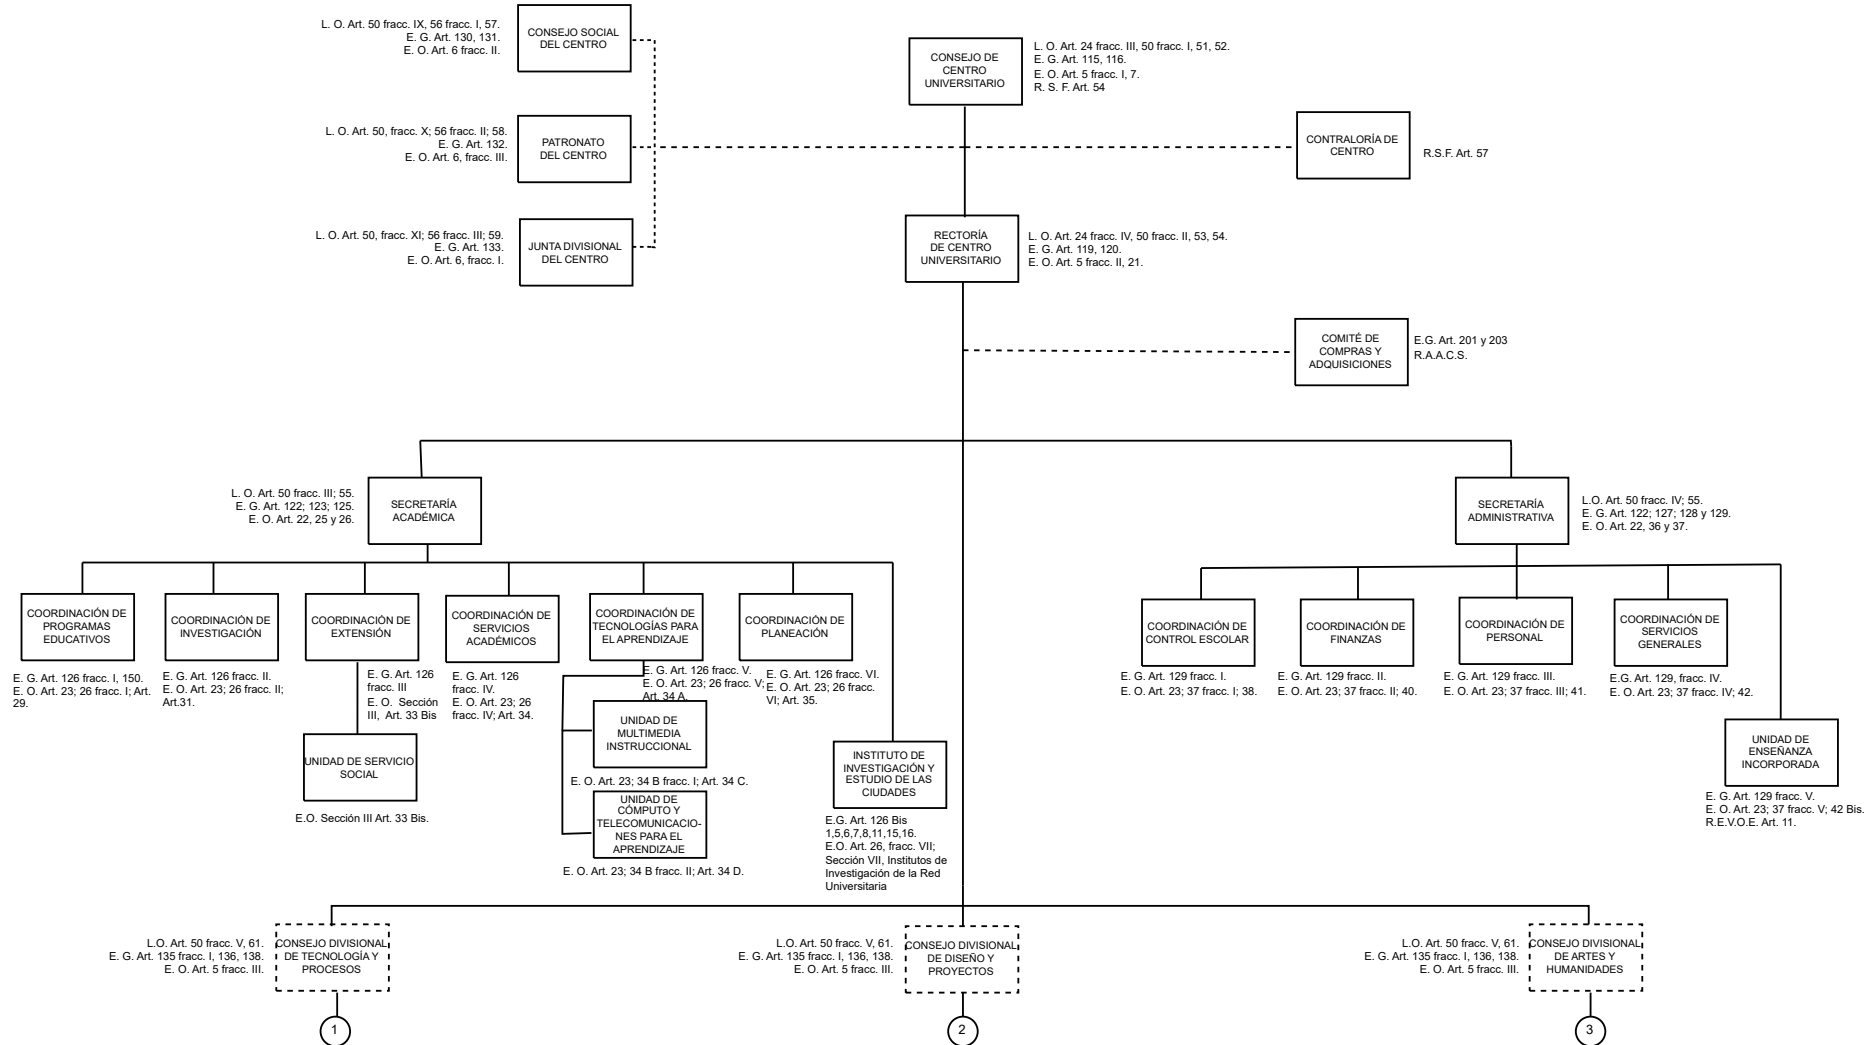 L. O. Art. 50 fracc. IX, 56 fracc. I, 57.
E. G. Art. 130, 131.
E. O. Art. 6 fracc. II.
CONSEJO SOCIAL
DEL CENTRO
CONSEJO DE
CENTRO
UNIVERSITARIO
L. O. Art. 24 fracc. III, 50 fracc. I, 51, 52.
E. G. Art. 115, 116.
E. O. Art. 5 fracc. I, 7.
R. S. F. Art. 54
L. O. Art. 50, fracc. X; 56 fracc. II; 58.
E. G. Art. 132.
E. O. Art. 6, fracc. III.
PATRONATO
DEL CENTRO
CONTRALORÍA DE
CENTRO
R.S.F. Art. 57
L. O. Art. 50, fracc. XI; 56 fracc. III; 59.
E. G. Art. 133.
E. O. Art. 6, fracc. I.
JUNTA DIVISIONAL
DEL CENTRO
RECTORÍA
DE CENTRO
UNIVERSITARIO
L. O. Art. 24 fracc. IV, 50 fracc. II, 53, 54.
E. G. Art. 119, 120.
E. O. Art. 5 fracc. II, 21.
COMITÉ DE
COMPRAS Y
ADQUISICIONES
E.G. Art. 201 y 203
R.A.A.C.S.
L. O. Art. 50 fracc. III; 55.
E. G. Art. 122; 123; 125.
E. O. Art. 22, 25 y 26.
SECRETARÍA
ACADÉMICA
SECRETARÍA
ADMINISTRATIVA
L.O. Art. 50 fracc. IV; 55.
E. G. Art. 122; 127; 128 y 129.
E. O. Art. 22, 36 y 37.
COORDINACIÓN DE
PROGRAMAS
EDUCATIVOS
E. G. Art. 126 fracc. I, 150.
E. O. Art. 23; 26 fracc. I; Art.
29.
COORDINACIÓN DE
INVESTIGACIÓN
E. G. Art. 126 fracc. II.
E. O. Art. 23; 26 fracc. II;
Art.31.
COORDINACIÓN DE
EXTENSIÓN
E. G. Art. 126
fracc. III
E. O. Sección
III, Art. 33 Bis
UNIDAD DE SERVICIO
SOCIAL
E.O. Sección III Art. 33 Bis.
COORDINACIÓN DE
SERVICIOS
ACADÉMICOS
E. G. Art. 126
fracc. IV.
E. O. Art. 23; 26
fracc. IV; Art. 34.
COORDINACIÓN DE
TECNOLOGÍAS PARA
EL APRENDIZAJE
E. G. Art. 126 fracc. V.
E. O. Art. 23; 26 fracc. V;
Art. 34 A.
UNIDAD DE
MULTIMEDIA
INSTRUCCIONAL
E. O. Art. 23; 34 B fracc. I; Art. 34 C.
UNIDAD DE
CÓMPUTO Y
TELECOMUNICACIO-
NES PARA EL
APRENDIZAJE
E. O. Art. 23; 34 B fracc. II; Art. 34 D.
COORDINACIÓN DE
PLANEACIÓN
E. G. Art. 126 fracc. VI.
E. O. Art. 23; 26 fracc.
VI; Art. 35.
INSTITUTO DE
INVESTIGACIÓN Y
ESTUDIO DE LAS
CIUDADES
E.G. Art. 126 Bis
1,5,6,7,8,11,15,16.
E.O. Art. 26, fracc. VII;
Sección VII, Institutos de
Investigación de la Red
Universitaria
COORDINACIÓN DE
CONTROL ESCOLAR
E. G. Art. 129 fracc. I.
E. O. Art. 23; 37 fracc. I; 38.
COORDINACIÓN DE
FINANZAS
E. G. Art. 129 fracc. II.
E. O. Art. 23; 37 fracc. II; 40.
COORDINACIÓN DE
PERSONAL
E. G. Art. 129 fracc. III.
E. O. Art. 23; 37 fracc. III; 41.
COORDINACIÓN DE
SERVICIOS
GENERALES
E.G. Art. 129, fracc. IV.
E. O. Art. 23; 37 fracc. IV; 42.
UNIDAD DE
ENSEÑANZA
INCORPORADA
E. G. Art. 129 fracc. V.
E. O. Art. 23; 37 fracc. V; 42 Bis.
R.E.V.O.E. Art. 11.
L.O. Art. 50 fracc. V, 61.
E. G. Art. 135 fracc. I, 136, 138.
E. O. Art. 5 fracc. III.
CONSEJO DIVISIONAL
DE TECNOLOGÍA Y
PROCESOS
1
L.O. Art. 50 fracc. V, 61.
E. G. Art. 135 fracc. I, 136, 138.
E. O. Art. 5 fracc. III.
CONSEJO DIVISIONAL
DE DISEÑO Y
PROYECTOS
2
L.O. Art. 50 fracc. V, 61.
E. G. Art. 135 fracc. I, 136, 138.
E. O. Art. 5 fracc. III.
CONSEJO DIVISIONAL
DE ARTES Y
HUMANIDADES
3